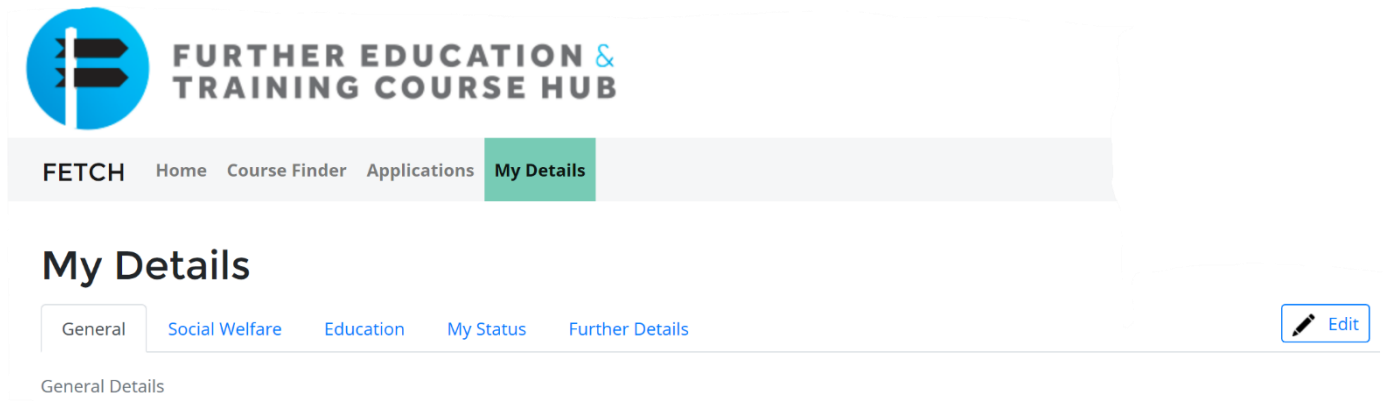 FURTHER EDUCATION &
TRAINING COURSE HUB
FETCH Home Course Finder Applications My Details
My Details
General Social Welfare Education My Status Further Details Edit
General Details